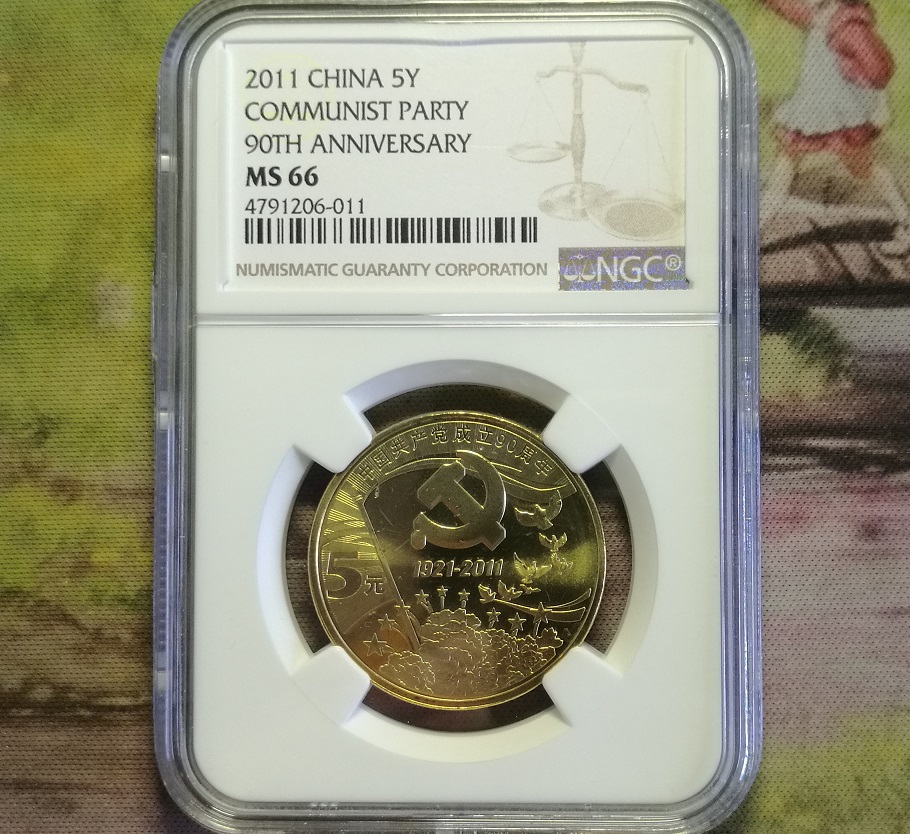 2011 CHINA 5Y
COMMUNIST PARTY
90TH ANNIVERSARY
MS 66
4791206-011
NUMISMATIC GUARANTY CORPORATION
NGC®
中国共产党成立90周年
1921-2011
5元